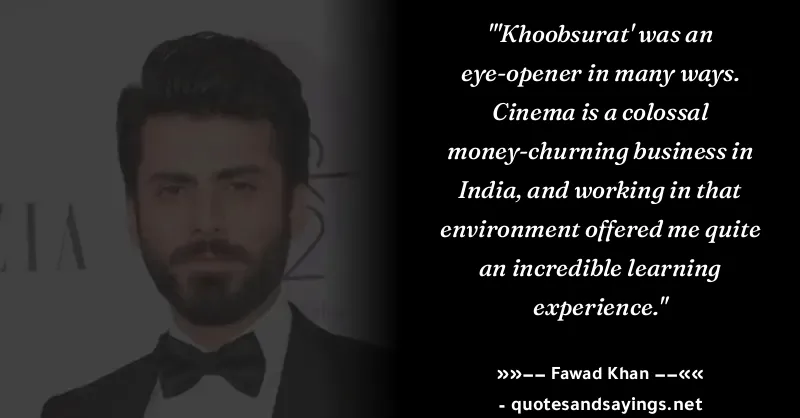 "'Khoobsurat' was an
eye-opener in many ways.
Cinema is a colossal
money-churning business in
India, and working in that
environment offered me quite
an incredible learning
experience."
»»−− Fawad Khan −−««
- quotesandsayings.net
ZIA